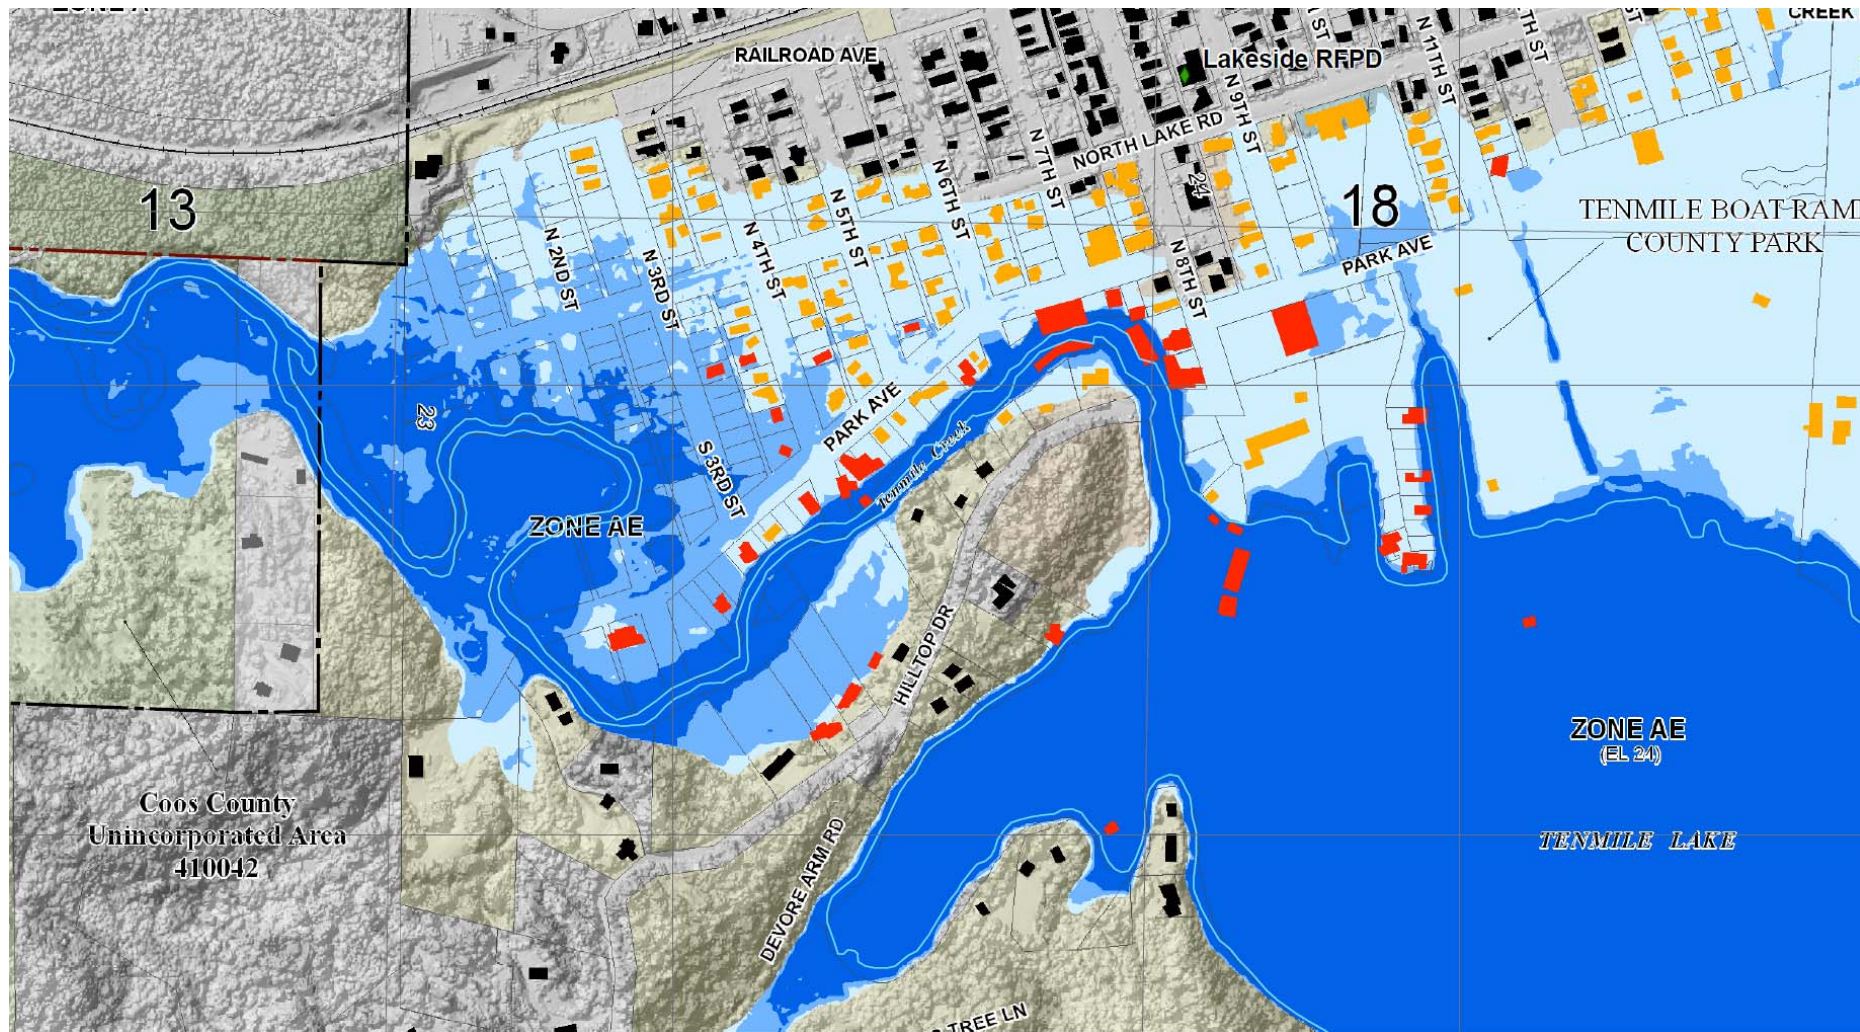 CREEK
RAILROAD AVE
Lakeside RFPD
N 11TH ST
N 9TH ST
NORTH LAKE RD
N 7TH ST
N 6TH ST
N 5TH ST
N 4TH ST
N 3RD ST
N 2ND ST
24
13
18
TENMILE BOAT RAM
COUNTY PARK
PARK AVE
N 8TH ST
23
PARK AVE
S 3RD ST
Tenmile Creek
ZONE AE
HILLTOP DR
ZONE AE
(EL 24)
Coos County
Unincorporated Area
410042
DEVORE ARM RD
TENMILE LAKE
TREE LN